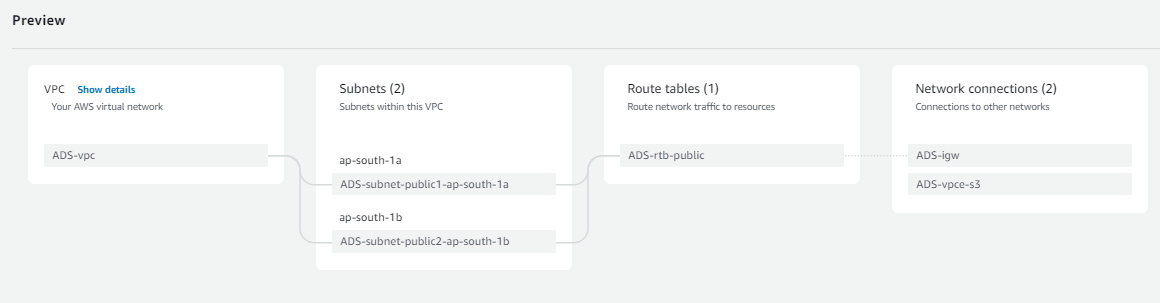 Preview
VPC Show details
Your AWS virtual network
ADS-vpc
Subnets (2)
Subnets within this VPC
ap-south-1a
ADS-subnet-public1-ap-south-1a
ap-south-1b
ADS-subnet-public2-ap-south-1b
Route tables (1)
Route network traffic to resources
ADS-rtb-public
Network connections (2)
Connections to other networks
ADS-igw
ADS-vpce-s3